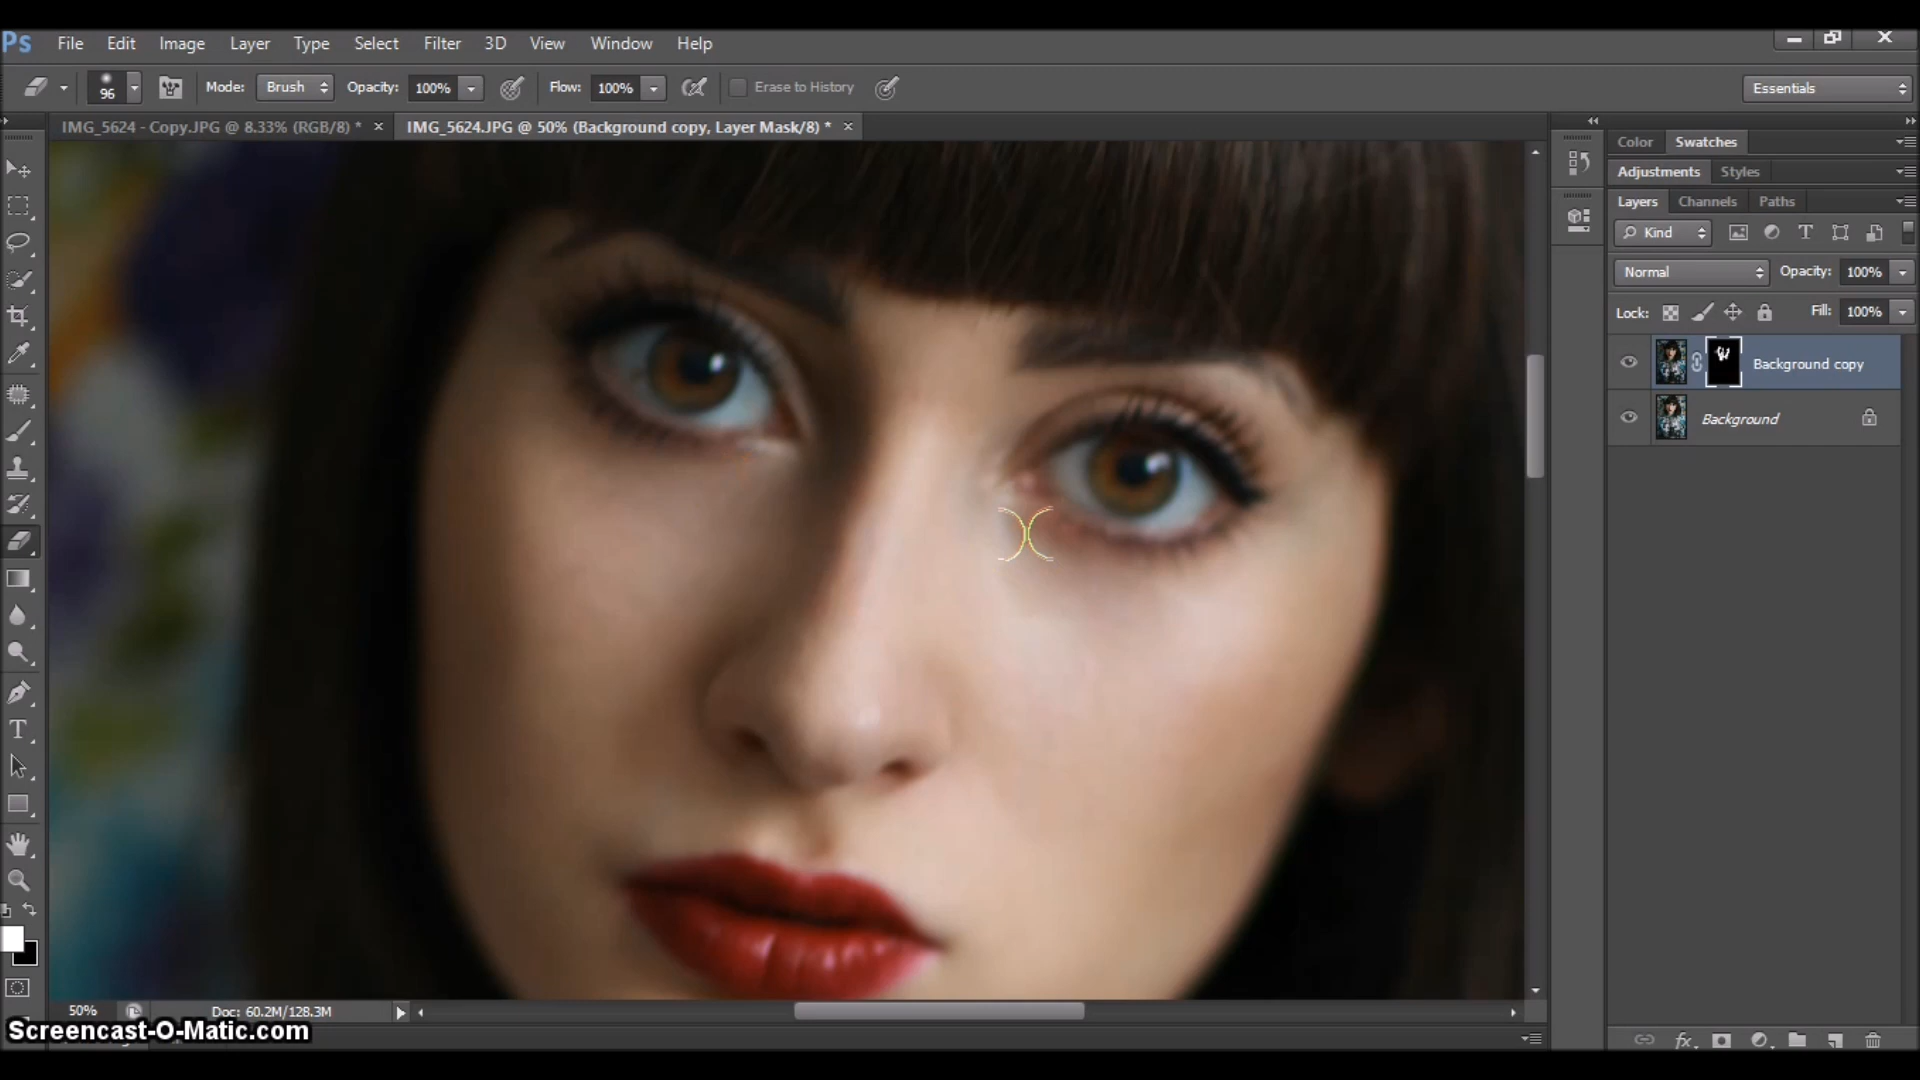 Ps File Edit Image Layer Type Select Filter 3D View Window Help
96 Mode: Brush Opacity: 100% Flow: 100% Erase to History Essentials
IMG_5624 - Copy.JPG @ 8.33% (RGB/8) * × IMG_5624.JPG @ 50% (Background copy, Layer Mask/8) * ×
Color Swatches
Adjustments Styles
Layers Channels Paths
Kind
Normal Opacity: 100%
Lock: Fill: 100%
Background copy
Background
50% Doc: 60.2M/128.3M
Screencast-O-Matic.com